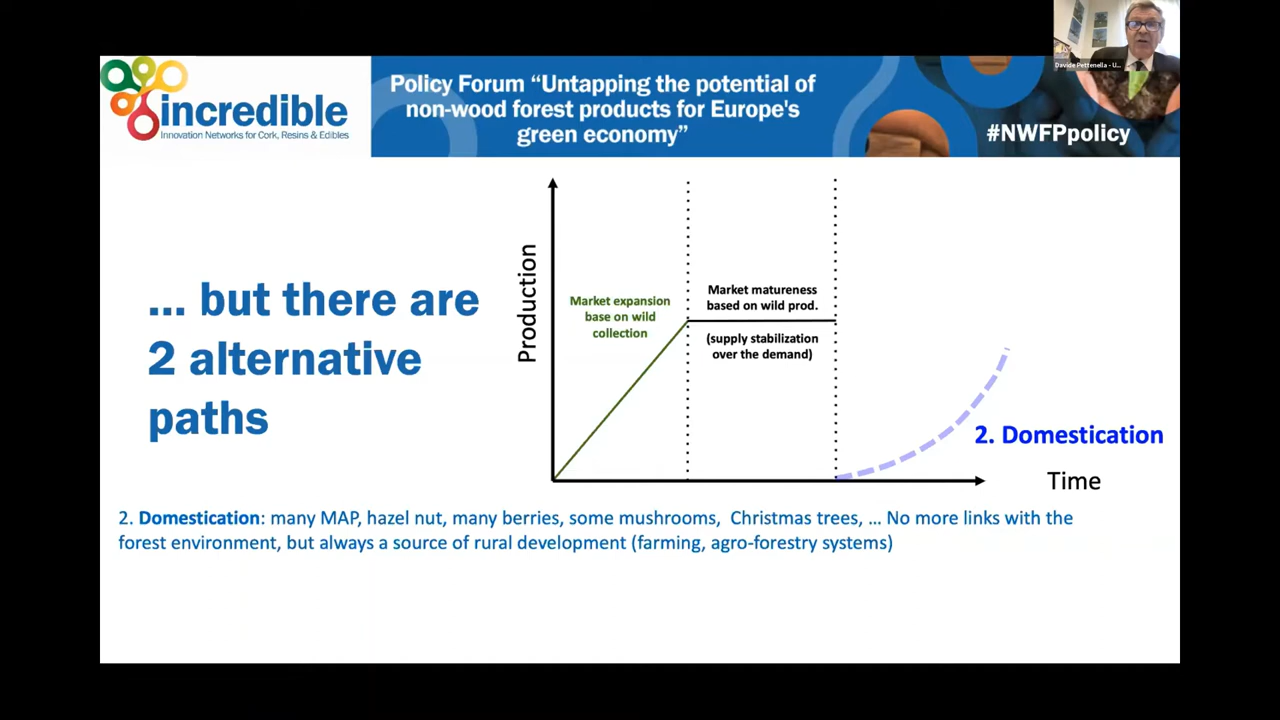 incredible
Innovation Networks for Cork, Resins & Edibles
Policy Forum “Untapping the potential of
non-wood forest products for Europe's
green economy”
#NWFPpolicy
Davide Pettenella - U...
... but there are
2 alternative
paths
Production
Market expansion
base on wild
collection
Market matureness
based on wild prod.
(supply stabilization
over the demand)
2. Domestication
Time
2. Domestication: many MAP, hazel nut, many berries, some mushrooms, Christmas trees, ... No more links with the
forest environment, but always a source of rural development (farming, agro-forestry systems)